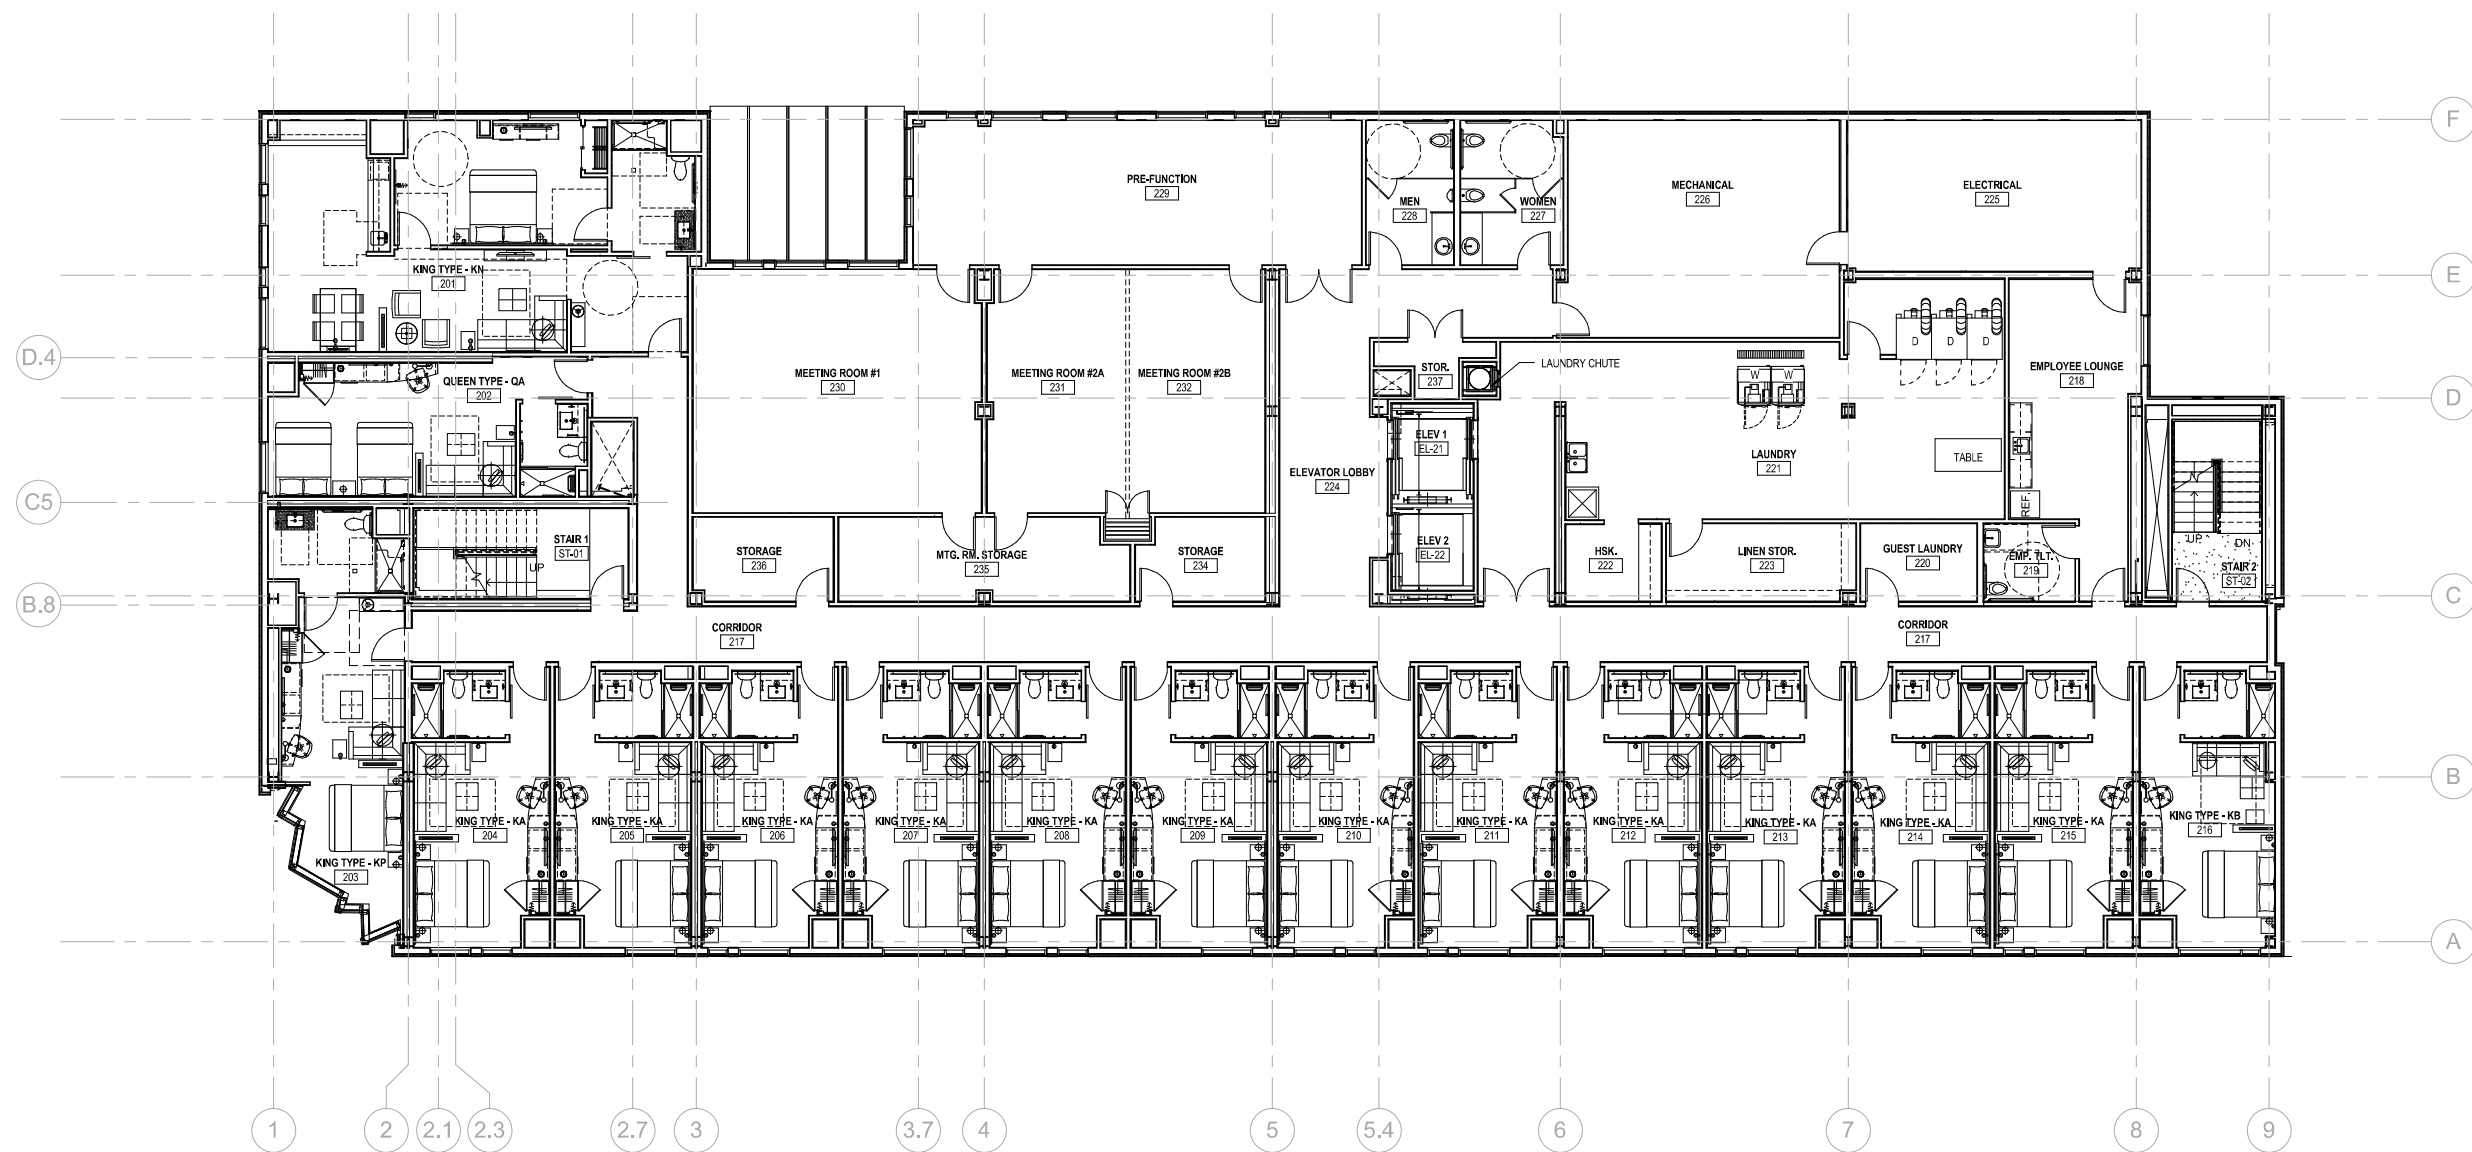 F
PRE-FUNCTION
229
MECHANICAL
226
ELECTRICAL
225
MEN
228
WOMEN
227
KING TYPE - KN
201
E
D.4
LAUNDRY CHUTE
STOR.
237
D
D
D
EMPLOYEE LOUNGE
218
MEETING ROOM #1
230
MEETING ROOM #2A
231
MEETING ROOM #2B
232
W
W
QUEEN TYPE - QA
202
D
ELEV 1
EL-21
ELEVATOR LOBBY
224
LAUNDRY
221
TABLE
C5
REF.
STAIR 1
ST-01
UP
STORAGE
236
MTG. RM. STORAGE
235
STORAGE
234
ELEV 2
EL-22
HSK.
222
LINEN STOR.
223
GUEST LAUNDRY
220
EMP. TLT.
219
UP
DN
STAIR 2
ST-02
B.8
C
CORRIDOR
217
CORRIDOR
217
B
KING TYPE - KA
204
KING TYPE - KA
205
KING TYPE - KA
206
KING TYPE - KA
207
KING TYPE - KA
208
KING TYPE - KA
209
KING TYPE - KA
210
KING TYPE - KA
211
KING TYPE - KA
212
KING TYPE - KA
213
KING TYPE - KA
214
KING TYPE - KA
215
KING TYPE - KB
216
KING TYPE - KP
203
A
1
2
2.1
2.3
2.7
3
3.7
4
5
5.4
6
7
8
9